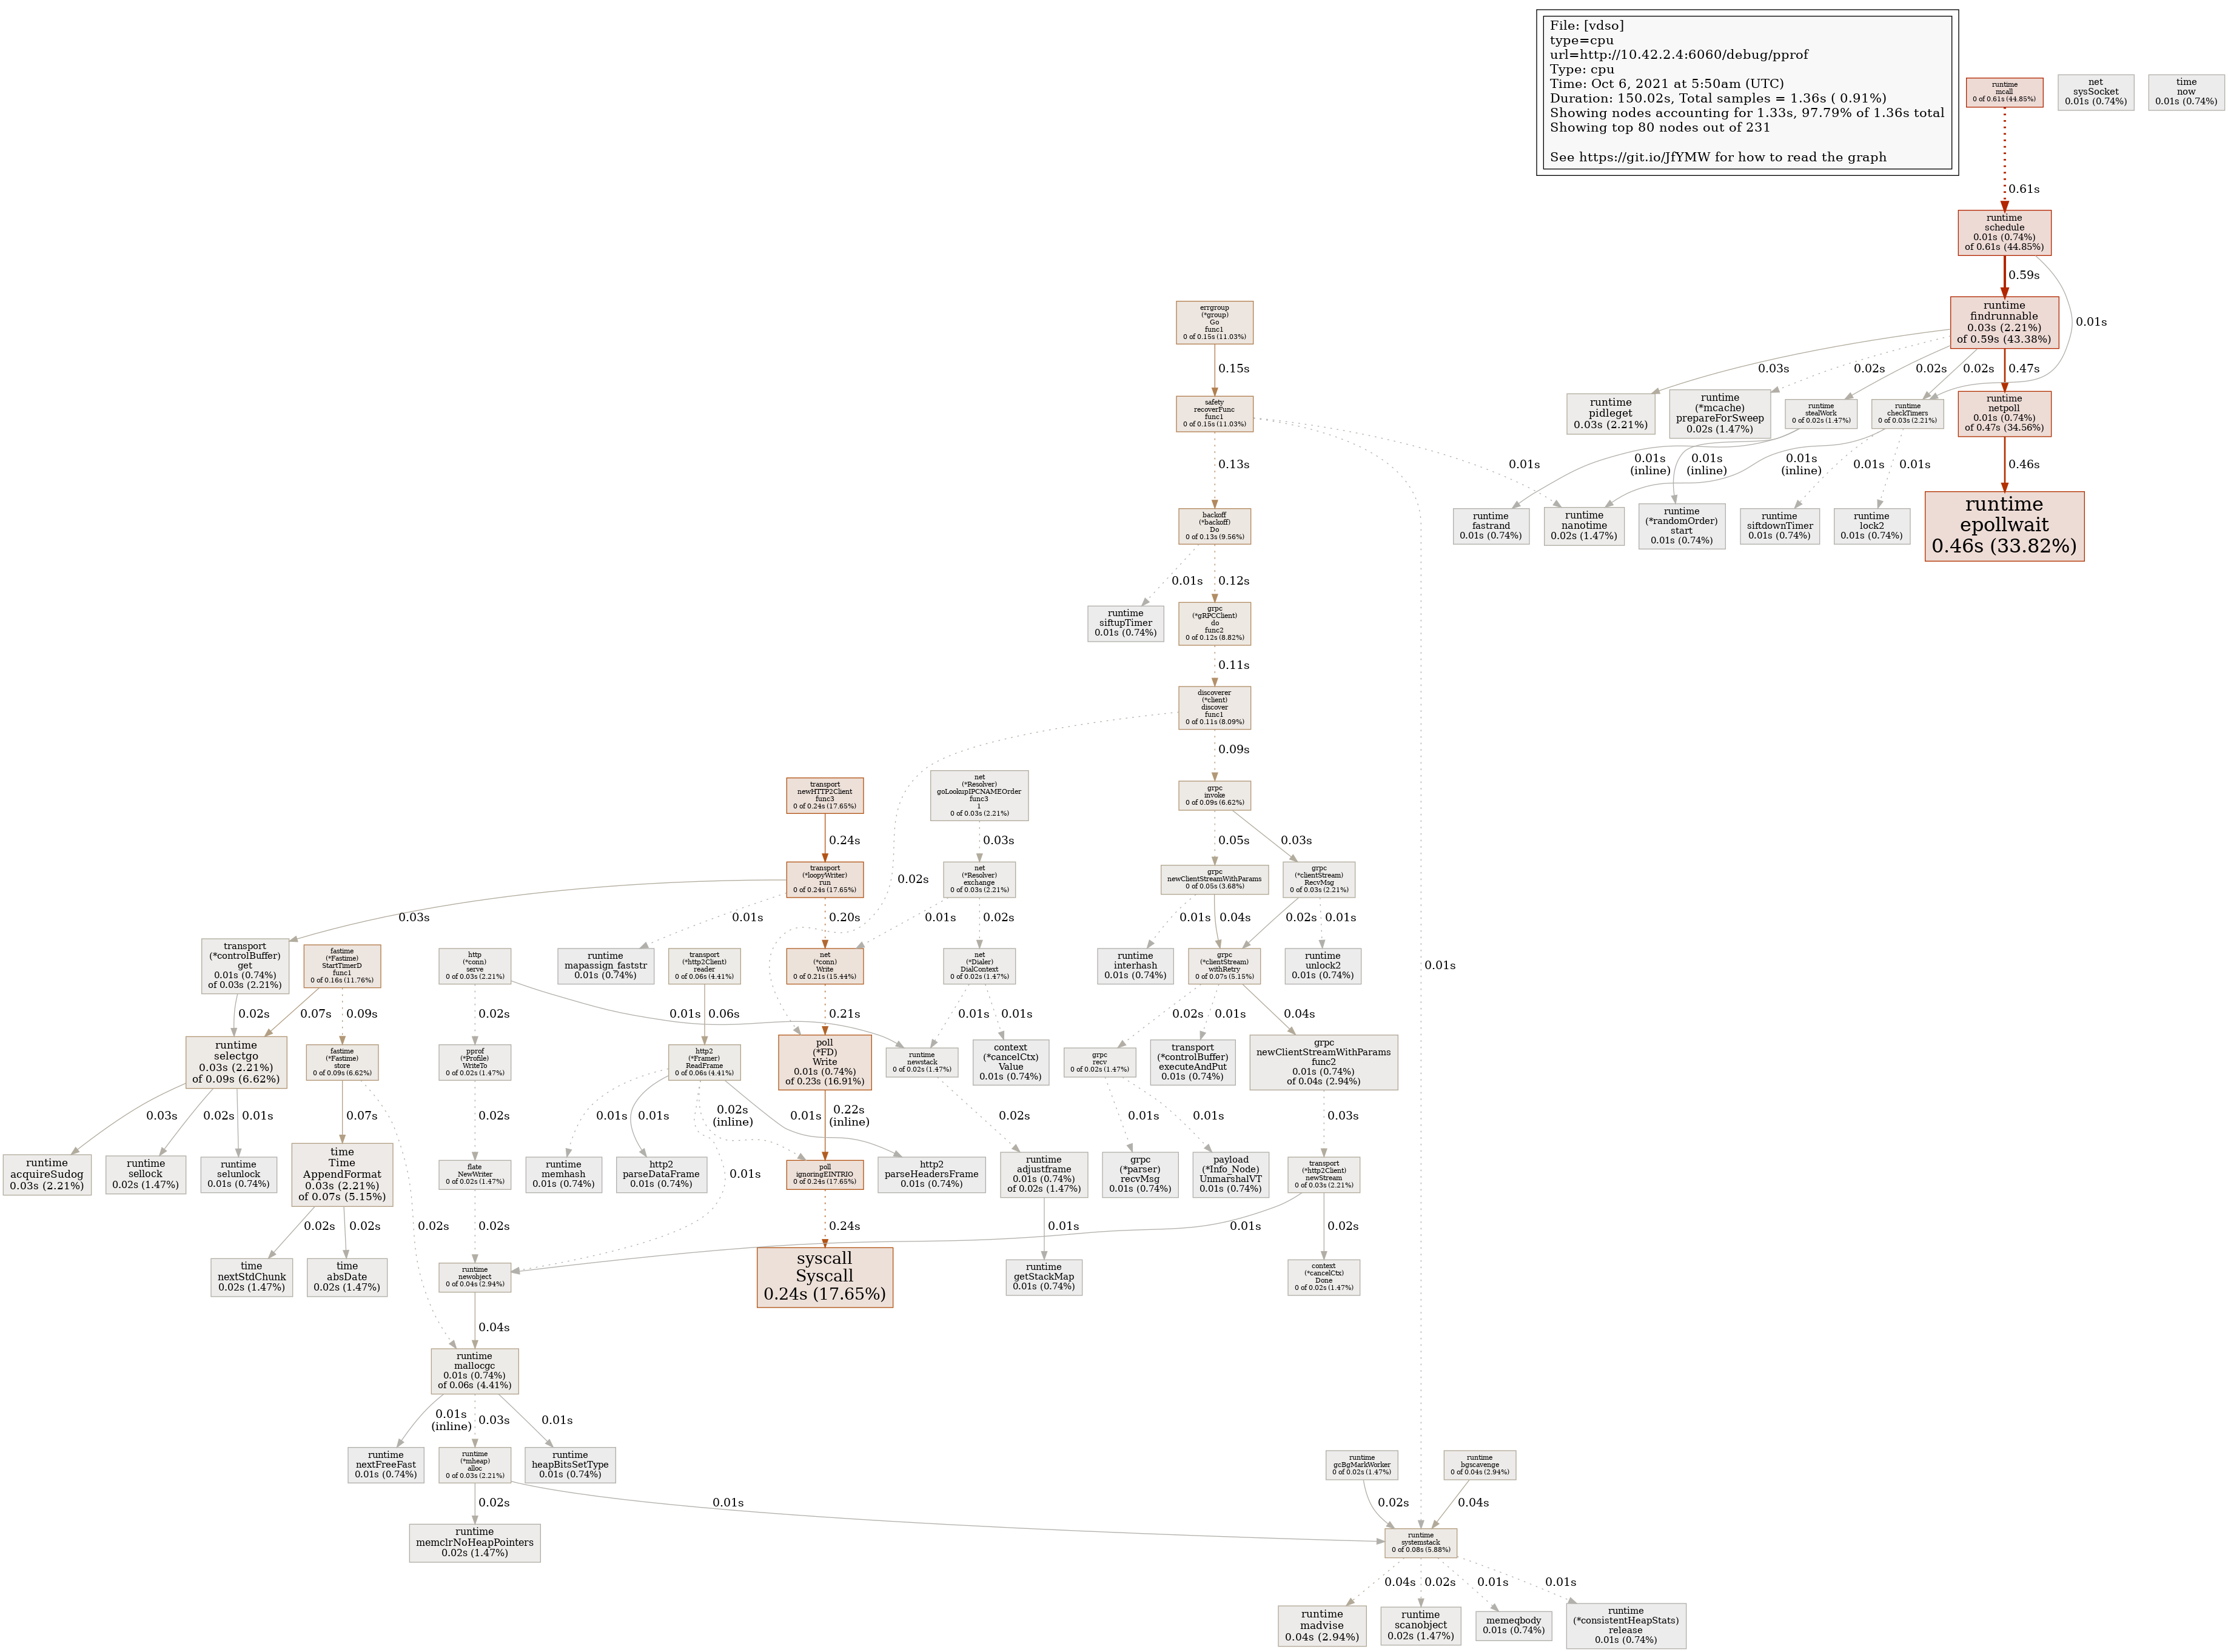 File: [vdso]
type=cpu
url=http://10.42.2.4:6060/debug/pprof
Type: cpu
Time: Oct 6, 2021 at 5:50am (UTC)
Duration: 150.02s, Total samples = 1.36s ( 0.91%)
Showing nodes accounting for 1.33s, 97.79% of 1.36s total
Showing top 80 nodes out of 231
See https://git.io/JfYMW for how to read the graph
runtime
mcall
0 of 0.61s (44.85%)
net
sysSocket
0.01s (0.74%)
time
now
0.01s (0.74%)
0.61s
runtime
schedule
0.01s (0.74%)
of 0.61s (44.85%)
0.59s
0.01s
runtime
findrunnable
0.03s (2.21%)
of 0.59s (43.38%)
errgroup
(*group)
Go
func1
0 of 0.15s (11.03%)
0.15s
0.03s
0.02s
0.02s
0.02s
0.47s
safety
recoverFunc
func1
0 of 0.15s (11.03%)
runtime
pidleget
0.03s (2.21%)
runtime
(*mcache)
prepareForSweep
0.02s (1.47%)
runtime
stealWork
0 of 0.02s (1.47%)
runtime
checkTimers
0 of 0.03s (2.21%)
runtime
netpoll
0.01s (0.74%)
of 0.47s (34.56%)
0.13s
0.01s
0.01s
(inline)
0.01s
(inline)
0.01s
(inline)
0.01s
0.01s
0.46s
backoff
(*backoff)
Do
0 of 0.13s (9.56%)
runtime
fastrand
0.01s (0.74%)
runtime
nanotime
0.02s (1.47%)
runtime
(*randomOrder)
start
0.01s (0.74%)
runtime
siftdownTimer
0.01s (0.74%)
runtime
lock2
0.01s (0.74%)
runtime
epollwait
0.46s (33.82%)
0.01s
0.12s
runtime
siftupTimer
0.01s (0.74%)
grpc
(*gRPCClient)
do
func2
0 of 0.12s (8.82%)
0.11s
discoverer
(*client)
discover
func1
0 of 0.11s (8.09%)
0.09s
transport
newHTTP2Client
func3
0 of 0.24s (17.65%)
net
(*Resolver)
goLookupIPCNAMEOrder
func3
1
0 of 0.03s (2.21%)
grpc
invoke
0 of 0.09s (6.62%)
0.24s
0.03s
0.05s
0.03s
transport
(*loopyWriter)
run
0 of 0.24s (17.65%)
0.02s
net
(*Resolver)
exchange
0 of 0.03s (2.21%)
grpc
newClientStreamWithParams
0 of 0.05s (3.68%)
grpc
(*clientStream)
RecvMsg
0 of 0.03s (2.21%)
0.03s
0.01s
0.20s
0.01s
0.02s
0.01s
0.04s
0.02s
0.01s
transport
(*controlBuffer)
get
0.01s (0.74%)
of 0.03s (2.21%)
fastime
(*Fastime)
StartTimerD
func1
0 of 0.16s (11.76%)
http
(*conn)
serve
0 of 0.03s (2.21%)
runtime
mapassign_faststr
0.01s (0.74%)
transport
(*http2Client)
reader
0 of 0.06s (4.41%)
net
(*conn)
Write
0 of 0.21s (15.44%)
net
(*Dialer)
DialContext
0 of 0.02s (1.47%)
runtime
interhash
0.01s (0.74%)
grpc
(*clientStream)
withRetry
0 of 0.07s (5.15%)
runtime
unlock2
0.01s (0.74%)
0.01s
0.02s
0.07s
0.09s
0.02s
0.01s
0.06s
0.21s
0.01s
0.01s
0.02s
0.01s
0.04s
runtime
selectgo
0.03s (2.21%)
of 0.09s (6.62%)
fastime
(*Fastime)
store
0 of 0.09s (6.62%)
pprof
(*Profile)
WriteTo
0 of 0.02s (1.47%)
http2
(*Framer)
ReadFrame
0 of 0.06s (4.41%)
poll
(*FD)
Write
0.01s (0.74%)
of 0.23s (16.91%)
runtime
newstack
0 of 0.02s (1.47%)
context
(*cancelCtx)
Value
0.01s (0.74%)
grpc
recv
0 of 0.02s (1.47%)
transport
(*controlBuffer)
executeAndPut
0.01s (0.74%)
grpc
newClientStreamWithParams
func2
0.01s (0.74%)
of 0.04s (2.94%)
0.03s
0.02s
0.01s
0.07s
0.02s
0.01s
0.01s
0.02s
(inline)
0.01s
0.22s
(inline)
0.02s
0.01s
0.01s
0.03s
runtime
acquireSudog
0.03s (2.21%)
runtime
sellock
0.02s (1.47%)
runtime
selunlock
0.01s (0.74%)
time
Time
AppendFormat
0.03s (2.21%)
of 0.07s (5.15%)
flate
NewWriter
0 of 0.02s (1.47%)
runtime
memhash
0.01s (0.74%)
http2
parseDataFrame
0.01s (0.74%)
0.01s
poll
ignoringEINTRIO
0 of 0.24s (17.65%)
http2
parseHeadersFrame
0.01s (0.74%)
runtime
adjustframe
0.01s (0.74%)
of 0.02s (1.47%)
grpc
(*parser)
recvMsg
0.01s (0.74%)
payload
(*Info_Node)
UnmarshalVT
0.01s (0.74%)
transport
(*http2Client)
newStream
0 of 0.03s (2.21%)
0.02s
0.02s
0.02s
0.02s
0.24s
0.01s
0.01s
0.02s
time
nextStdChunk
0.02s (1.47%)
time
absDate
0.02s (1.47%)
runtime
newobject
0 of 0.04s (2.94%)
syscall
Syscall
0.24s (17.65%)
runtime
getStackMap
0.01s (0.74%)
context
(*cancelCtx)
Done
0 of 0.02s (1.47%)
0.04s
runtime
mallocgc
0.01s (0.74%)
of 0.06s (4.41%)
0.01s
(inline)
0.03s
0.01s
runtime
nextFreeFast
0.01s (0.74%)
runtime
(*mheap)
alloc
0 of 0.03s (2.21%)
runtime
heapBitsSetType
0.01s (0.74%)
runtime
gcBgMarkWorker
0 of 0.02s (1.47%)
runtime
bgscavenge
0 of 0.04s (2.94%)
0.02s
0.01s
0.02s
0.04s
runtime
memclrNoHeapPointers
0.02s (1.47%)
runtime
systemstack
0 of 0.08s (5.88%)
0.04s
0.02s
0.01s
0.01s
runtime
madvise
0.04s (2.94%)
runtime
scanobject
0.02s (1.47%)
memeqbody
0.01s (0.74%)
runtime
(*consistentHeapStats)
release
0.01s (0.74%)